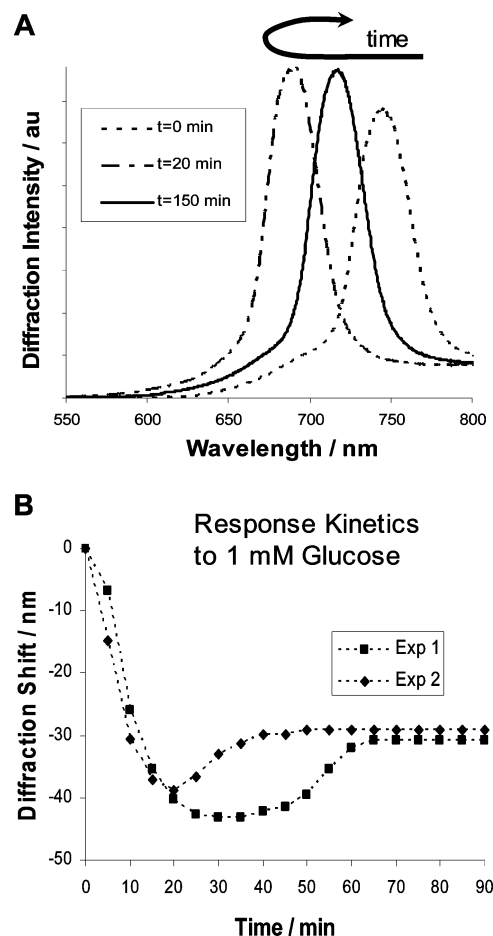 A
time
t=0 min
t=20 min
t=150 min
Diffraction Intensity / au
550 600 650 700 750 800
Wavelength / nm
B
Response Kinetics
to 1 mM Glucose
0
-10
-20
-30
-40
-50
Exp 1
Exp 2
Diffraction Shift / nm
0 10 20 30 40 50 60 70 80 90
Time / min